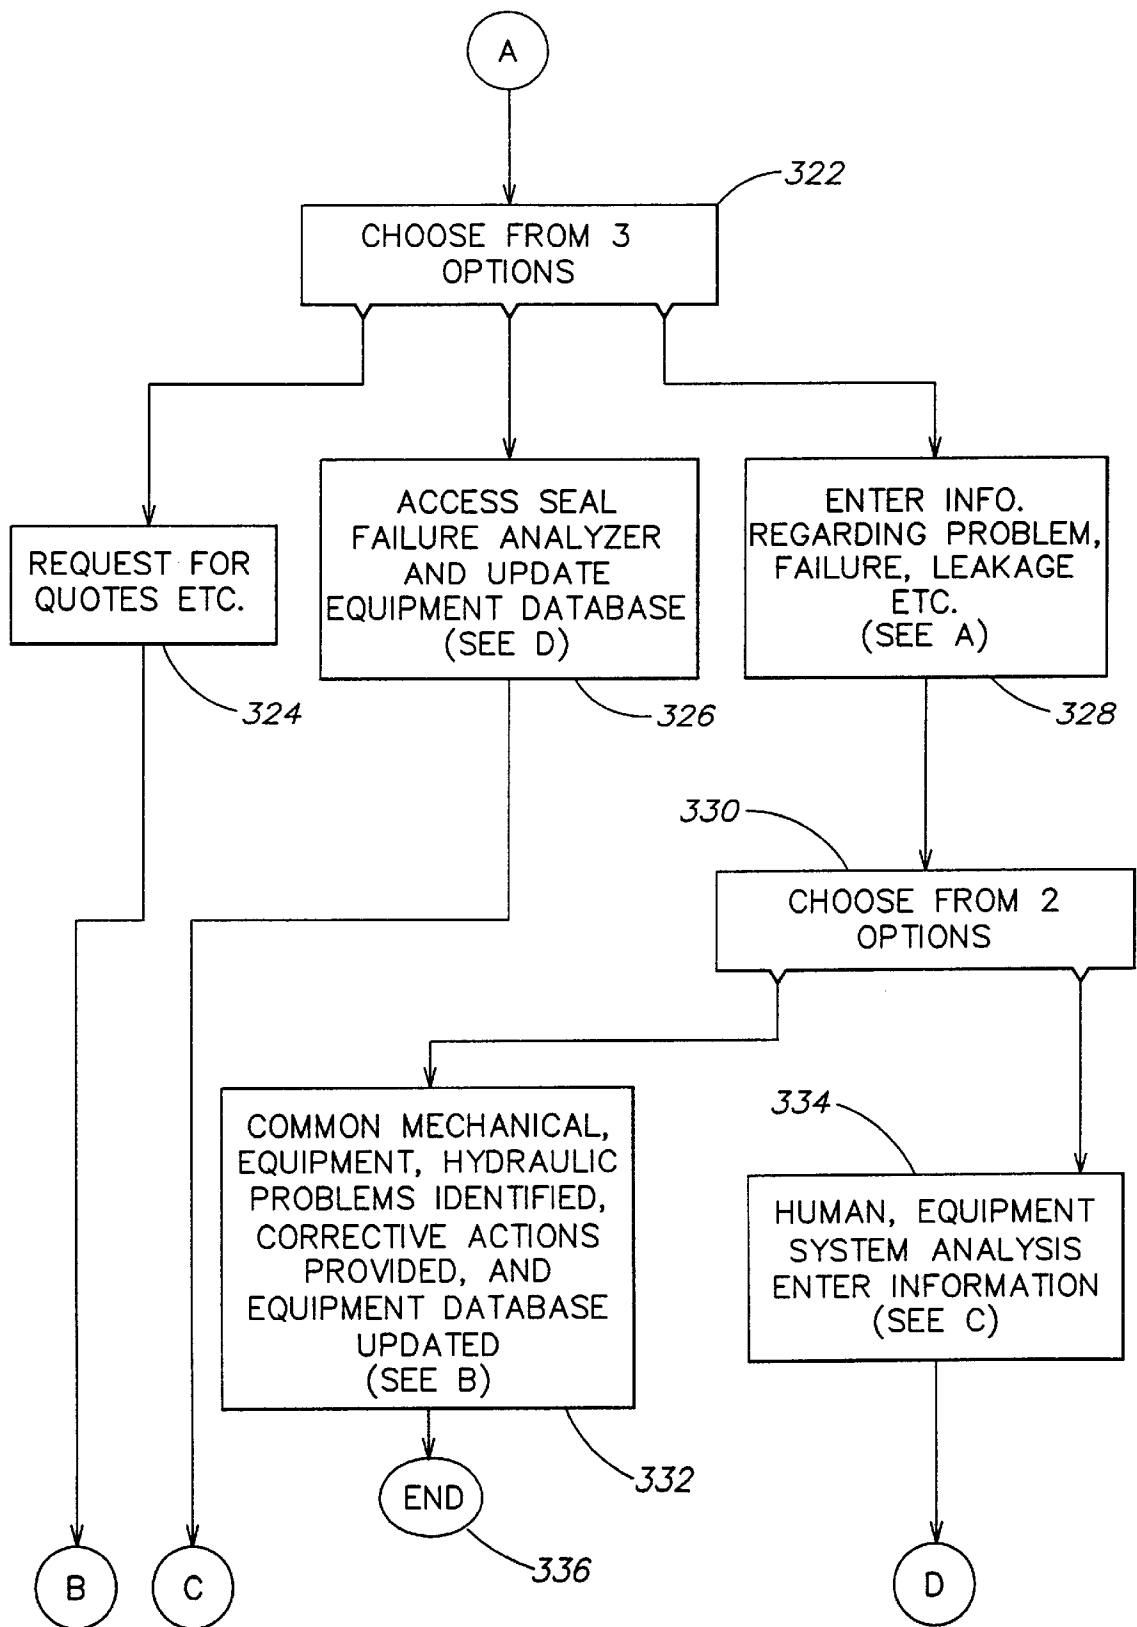 A
322
CHOOSE FROM 3
OPTIONS
REQUEST FOR
QUOTES ETC.
324
ACCESS SEAL
FAILURE ANALYZER
AND UPDATE
EQUIPMENT DATABASE
(SEE D)
326
ENTER INFO.
REGARDING PROBLEM,
FAILURE, LEAKAGE
ETC.
(SEE A)
328
330
CHOOSE FROM 2
OPTIONS
COMMON MECHANICAL,
EQUIPMENT, HYDRAULIC
PROBLEMS IDENTIFIED,
CORRECTIVE ACTIONS
PROVIDED, AND
EQUIPMENT DATABASE
UPDATED
(SEE B)
332
334
HUMAN, EQUIPMENT
SYSTEM ANALYSIS
ENTER INFORMATION
(SEE C)
END
336
B
C
D